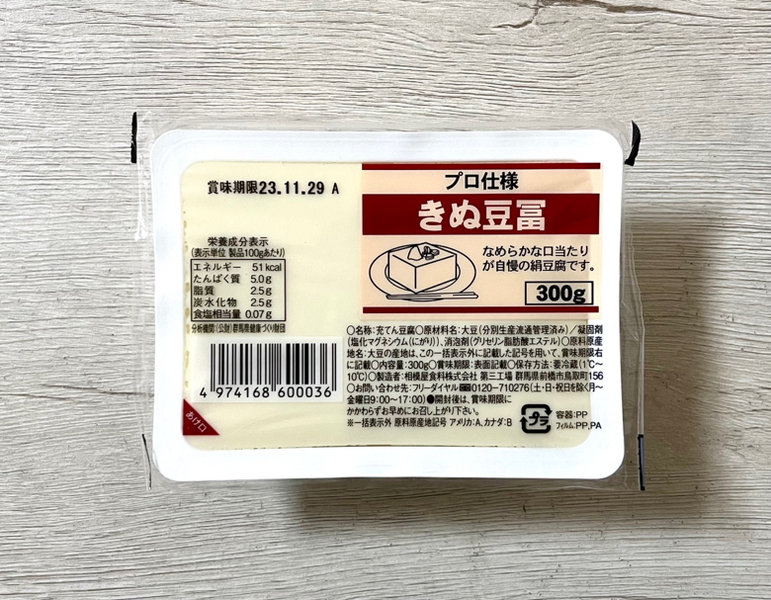 賞味期限23.11.29 A
プロ仕様
きぬ豆冨
なめらかな口当たり
が自慢の絹豆腐です。
300g
栄養成分表示
(表示単位 製品100gあたり)
エネルギー 51kcal
たんぱく質 5.0g
脂質 2.5g
炭水化物 2.5g
食塩相当量 0.07g
分析機関(公財)群馬県健康づくり財団
4 974168 600036
あけ口
○名称:充てん豆腐○原材料名:大豆(分別生産流通管理済み)/凝固剤
(塩化マグネシウム(にがり))、消泡剤(グリセリン脂肪酸エステル)○原料原産
地名:大豆の産地は、この一括表示外に記載した記号を用いて、賞味期限右
に記載○内容量:300g○賞味期限:表面記載○保存方法:要冷蔵(1℃〜
10℃)○製造者:相模屋食料株式会社 第三工場 群馬県前橋市鳥取町156
○お問い合わせ先:フリーダイヤル 0120-710276(土・日・祝日を除く月〜
金曜日9:00〜17:00)●開封後は、賞味期限に
かかわらずお早めにお召し上がり下さい。
※一括表示外 原料原産地記号 アメリカ:A、カナダ:B
プラ
容器:PP
フィルム:PP,PA